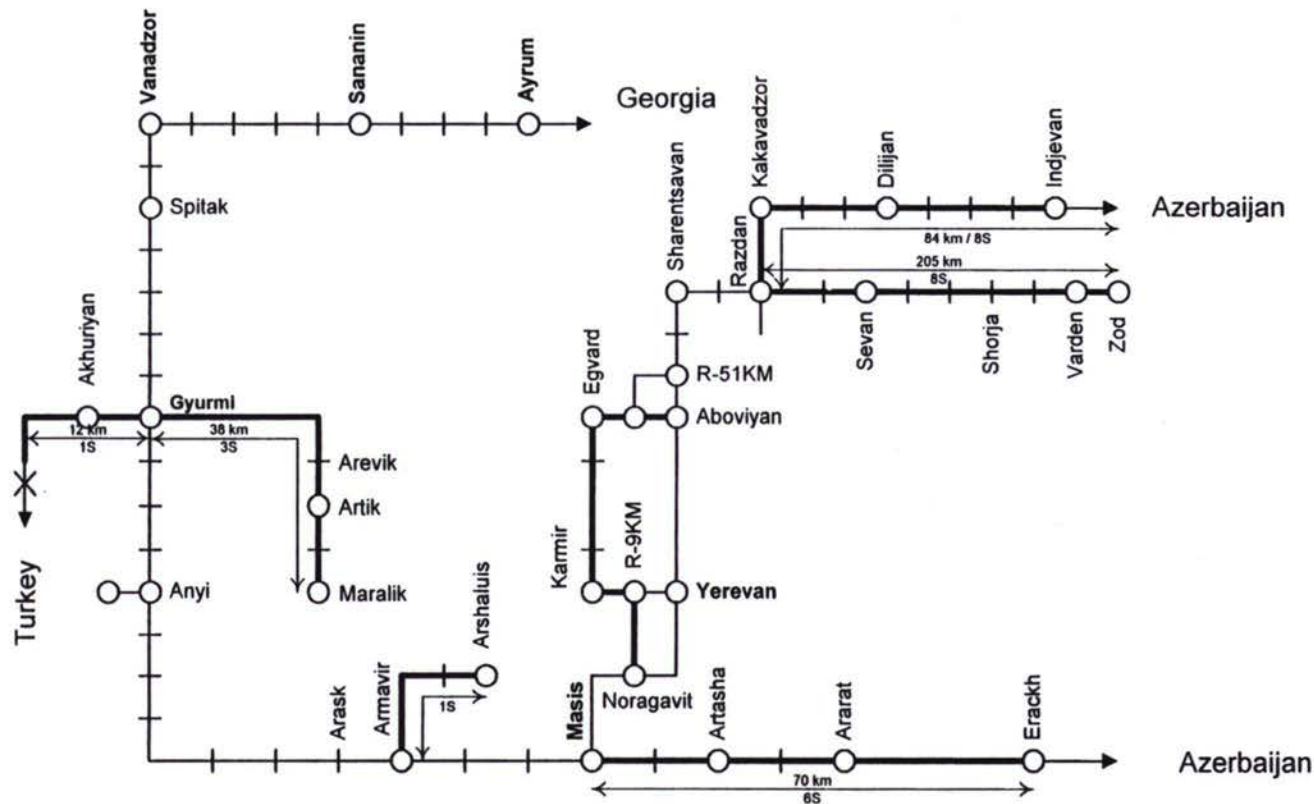 Vanadzor
Sananin
Ayrum
Georgia
Sharentsavan
Kakavadzor
Dilijan
Indjevan
Azerbaijan
Spitak
84 km / 8S
Razdan
205 km
8S
Sevan
Shorja
Varden
Zod
Akhuriyan
Egvard
R-51KM
Gyurmi
Aboviyan
12 km
1S
38 km
3S
Arevik
Artik
Karmir
R-9KM
Turkey
Anyi
Maralik
Arshaluis
Yerevan
Arask
Armavir
1S
Masis
Noragavit
Artasha
Ararat
Erackh
Azerbaijan
70 km
6S